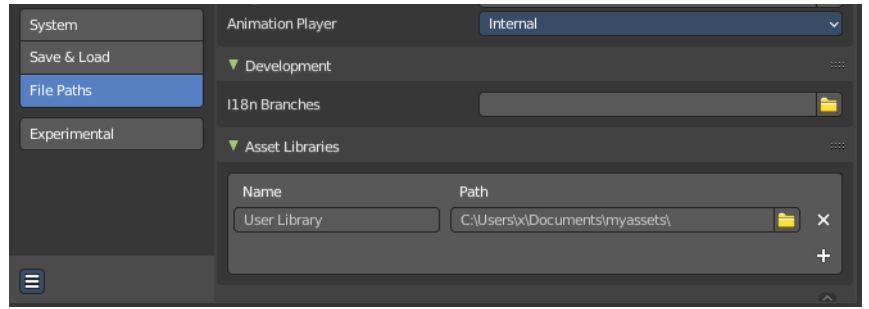 System
Save & Load
File Paths
Experimental
Animation Player
Internal
Development
I18n Branches
Asset Libraries
Name Path
User Library C:\Users\x\Documents\myassets\